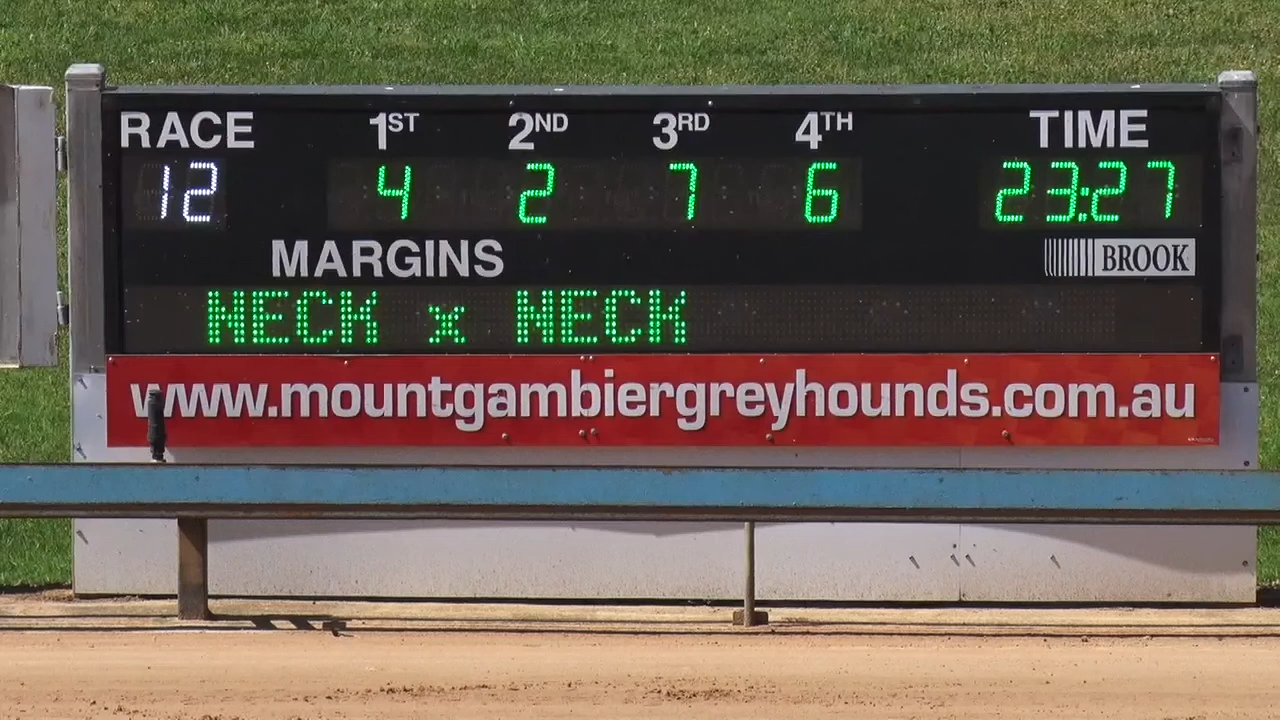 RACE 1ST 2ND 3RD 4TH TIME
12 4 2 7 6 23:27
MARGINS BROOK
NECK x NECK
www.mountgambiergreyhounds.com.au